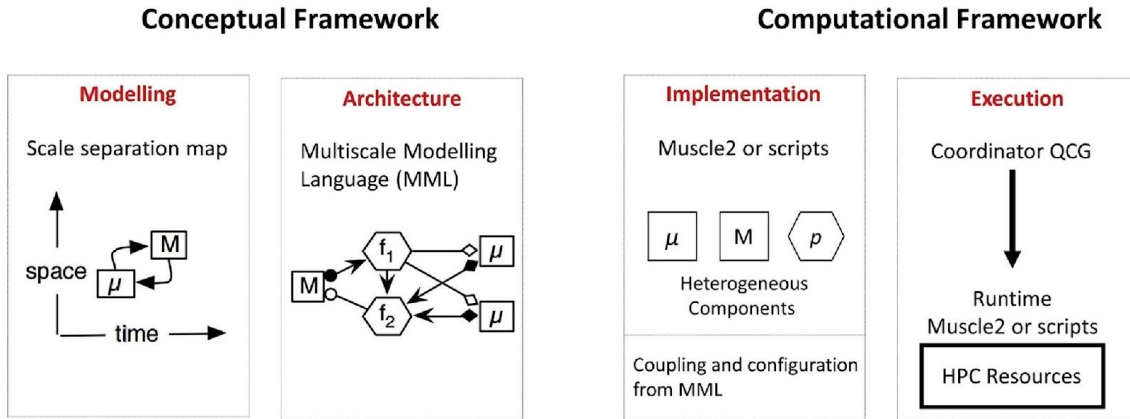 Conceptual Framework
Computational Framework
Modelling
Scale separation map
space
M
μ
time
Architecture
Multiscale Modelling
Language (MML)
f1
μ
M
f2
μ
Implementation
Muscle2 or scripts
μ M p
Heterogeneous
Components
Coupling and configuration
from MML
Execution
Coordinator QCG
Runtime
Muscle2 or scripts
HPC Resources